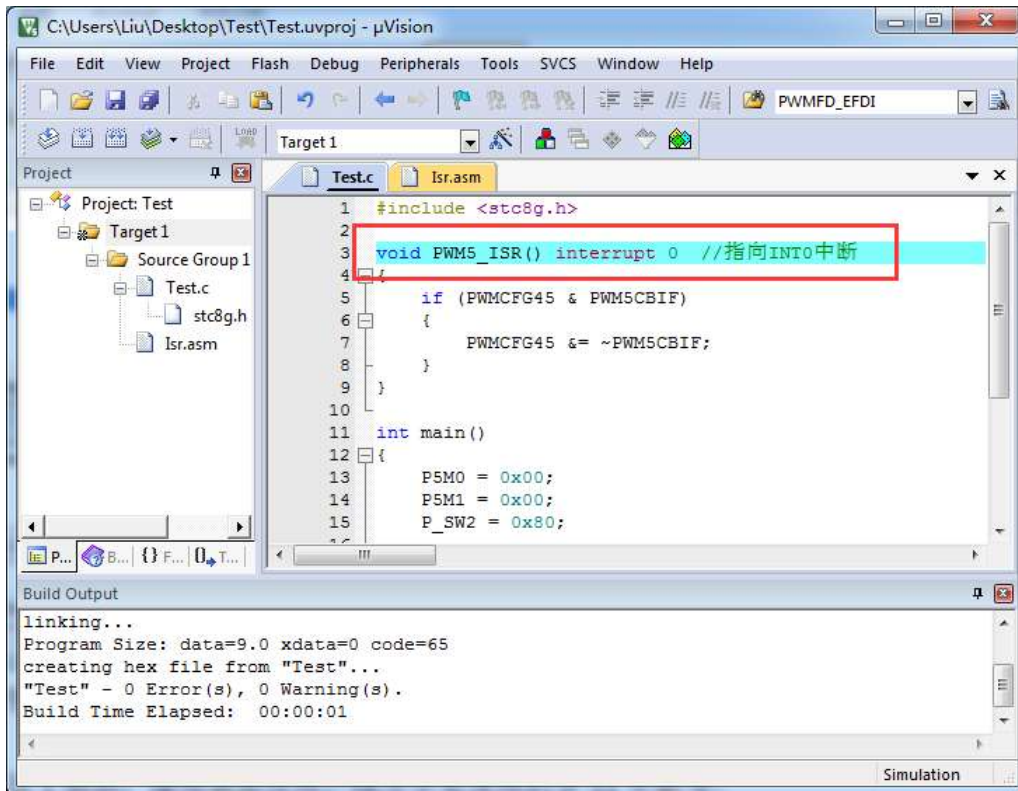 C:\Users\Liu\Desktop\Test\Test.uvproj - µVision
File Edit View Project Flash Debug Peripherals Tools SVCS Window Help
PWMFD_EFDI
LOAD Target 1
Project
Project: Test
Target 1
Source Group 1
Test.c
stc8g.h
Isr.asm
P... B... {} F... 0 T...
Test.c Isr.asm
1 #include <stc8g.h>
2
3 void PWM5_ISR() interrupt 0 //指向INT0中断
4 {
5 if (PWMCFG45 & PWM5CBIF)
6 {
7 PWMCFG45 &= ~PWM5CBIF;
8 }
9 }
10
11 int main()
12 {
13 P5M0 = 0x00;
14 P5M1 = 0x00;
15 P_SW2 = 0x80;
Build Output
linking...
Program Size: data=9.0 xdata=0 code=65
creating hex file from "Test"...
"Test" - 0 Error(s), 0 Warning(s).
Build Time Elapsed: 00:00:01
Simulation